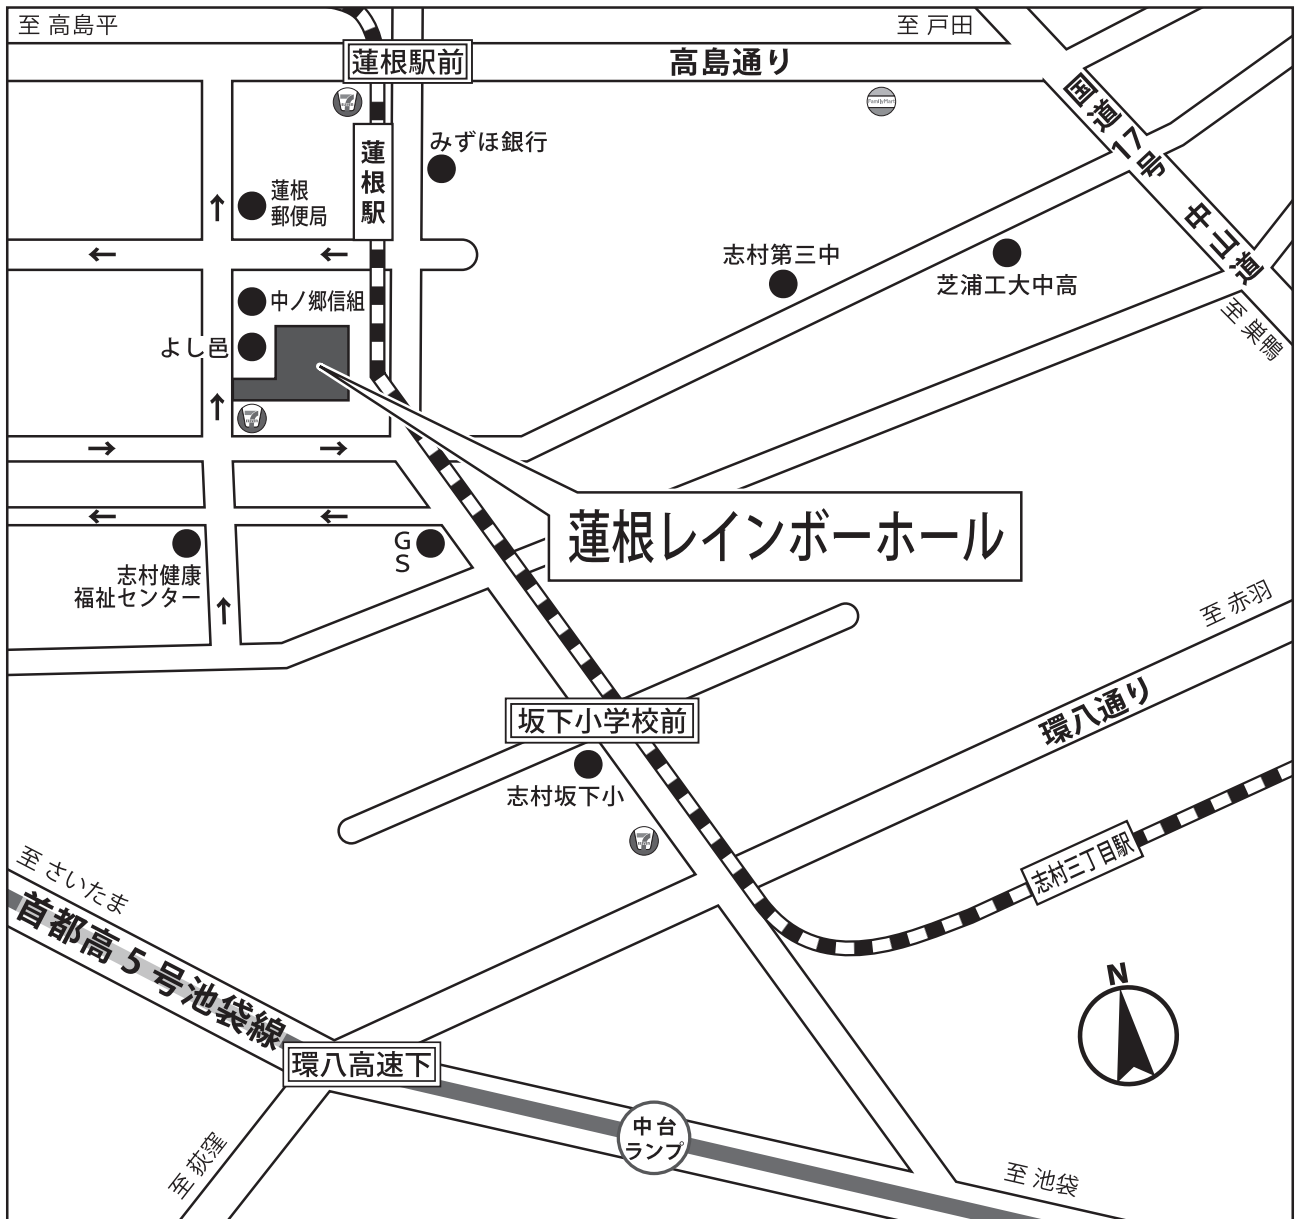 至 高島平
至 戸田
蓮根駅前
高島通り
FamilyMart
国道17号 中山道
みずほ銀行
蓮根駅
蓮根
郵便局
志村第三中
芝浦工大中高
中ノ郷信組
至 巣鴨
よし邑
蓮根レインボーホール
GS
志村健康
福祉センター
至 赤羽
環八通り
坂下小学校前
志村坂下小
志村三丁目駅
至 さいたま
首都高5号池袋線
N
環八高速下
中台
ランプ
至 荻窪
至 池袋